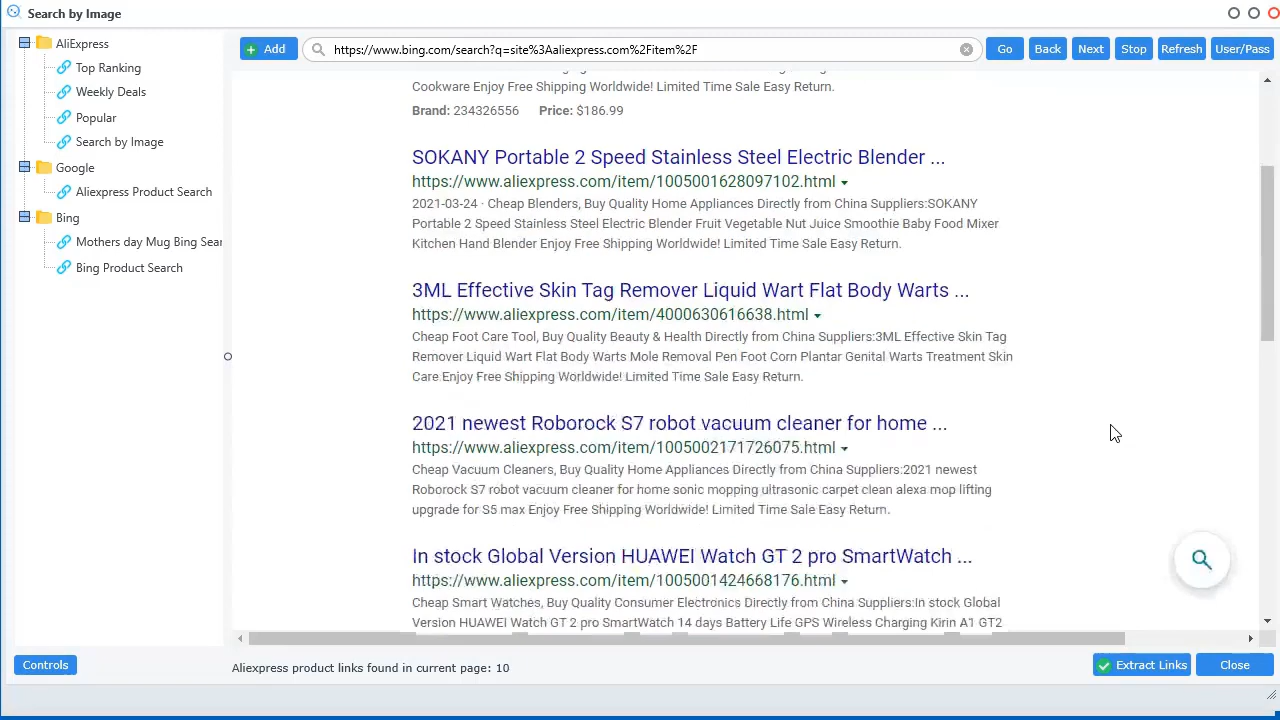 Search by Image
AliExpress
Top Ranking
Weekly Deals
Popular
Search by Image
Google
Aliexpress Product Search
Bing
Mothers day Mug Bing Sear
Bing Product Search
Add
https://www.bing.com/search?q=site%3Aaliexpress.com%2Fitem%2F
Go
Back
Next
Stop
Refresh
User/Pass
Cookware Enjoy Free Shipping Worldwide! Limited Time Sale Easy Return.
Brand: 234326556 Price: $186.99
SOKANY Portable 2 Speed Stainless Steel Electric Blender ...
https://www.aliexpress.com/item/1005001628097102.html
2021-03-24 · Cheap Blenders, Buy Quality Home Appliances Directly from China Suppliers:SOKANY
Portable 2 Speed Stainless Steel Electric Blender Fruit Vegetable Nut Juice Smoothie Baby Food Mixer
Kitchen Hand Blender Enjoy Free Shipping Worldwide! Limited Time Sale Easy Return.
3ML Effective Skin Tag Remover Liquid Wart Flat Body Warts ...
https://www.aliexpress.com/item/4000630616638.html
Cheap Foot Care Tool, Buy Quality Beauty & Health Directly from China Suppliers:3ML Effective Skin Tag
Remover Liquid Wart Flat Body Warts Mole Removal Pen Foot Corn Plantar Genital Warts Treatment Skin
Care Enjoy Free Shipping Worldwide! Limited Time Sale Easy Return.
2021 newest Roborock S7 robot vacuum cleaner for home ...
https://www.aliexpress.com/item/1005002171726075.html
Cheap Vacuum Cleaners, Buy Quality Home Appliances Directly from China Suppliers:2021 newest
Roborock S7 robot vacuum cleaner for home sonic mopping ultrasonic carpet clean alexa mop lifting
upgrade for S5 max Enjoy Free Shipping Worldwide! Limited Time Sale Easy Return.
In stock Global Version HUAWEI Watch GT 2 pro SmartWatch ...
https://www.aliexpress.com/item/1005001424668176.html
Cheap Smart Watches, Buy Quality Consumer Electronics Directly from China Suppliers:In stock Global
Version HUAWEI Watch GT 2 pro SmartWatch 14 days Battery Life GPS Wireless Charging Kirin A1 GT2
Controls
Aliexpress product links found in current page: 10
Extract Links
Close